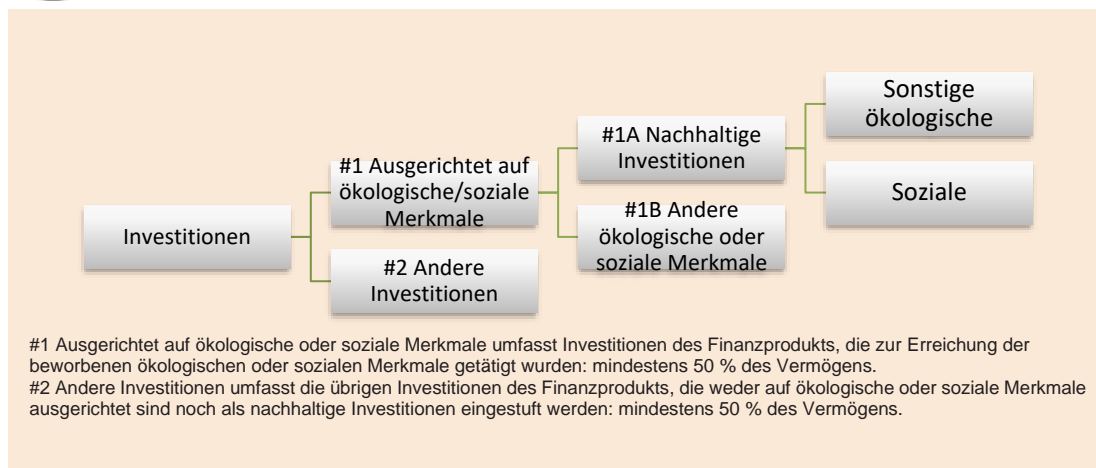 Sonstige
ökologische
#1A Nachhaltige
Investitionen
#1 Ausgerichtet auf
ökologische/soziale
Merkmale
Soziale
#1B Andere
ökologische oder
soziale Merkmale
Investitionen
#2 Andere
Investitionen
#1 Ausgerichtet auf ökologische oder soziale Merkmale umfasst Investitionen des Finanzprodukts, die zur Erreichung der
beworbenen ökologischen oder sozialen Merkmale getätigt wurden: mindestens 50 % des Vermögens.
#2 Andere Investitionen umfasst die übrigen Investitionen des Finanzprodukts, die weder auf ökologische oder soziale Merkmale
ausgerichtet sind noch als nachhaltige Investitionen eingestuft werden: mindestens 50 % des Vermögens.